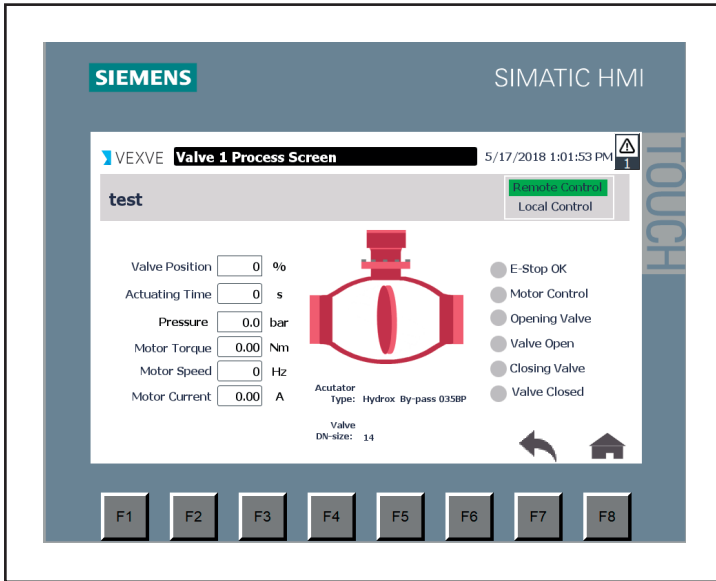 SIEMENS
SIMATIC HMI
TOUCH
VEXVE Valve 1 Process Screen 5/17/2018 1:01:53 PM
1
test
Remote Control
Local Control
Valve Position 0 %
Actuating Time 0 s
Pressure 0.0 bar
Motor Torque 0.00 Nm
Motor Speed 0 Hz
Motor Current 0.00 A
Acutator
Type: Hydrox By-pass 035BP
Valve
DN-size: 14
E-Stop OK
Motor Control
Opening Valve
Valve Open
Closing Valve
Valve Closed
F1 F2 F3 F4 F5 F6 F7 F8